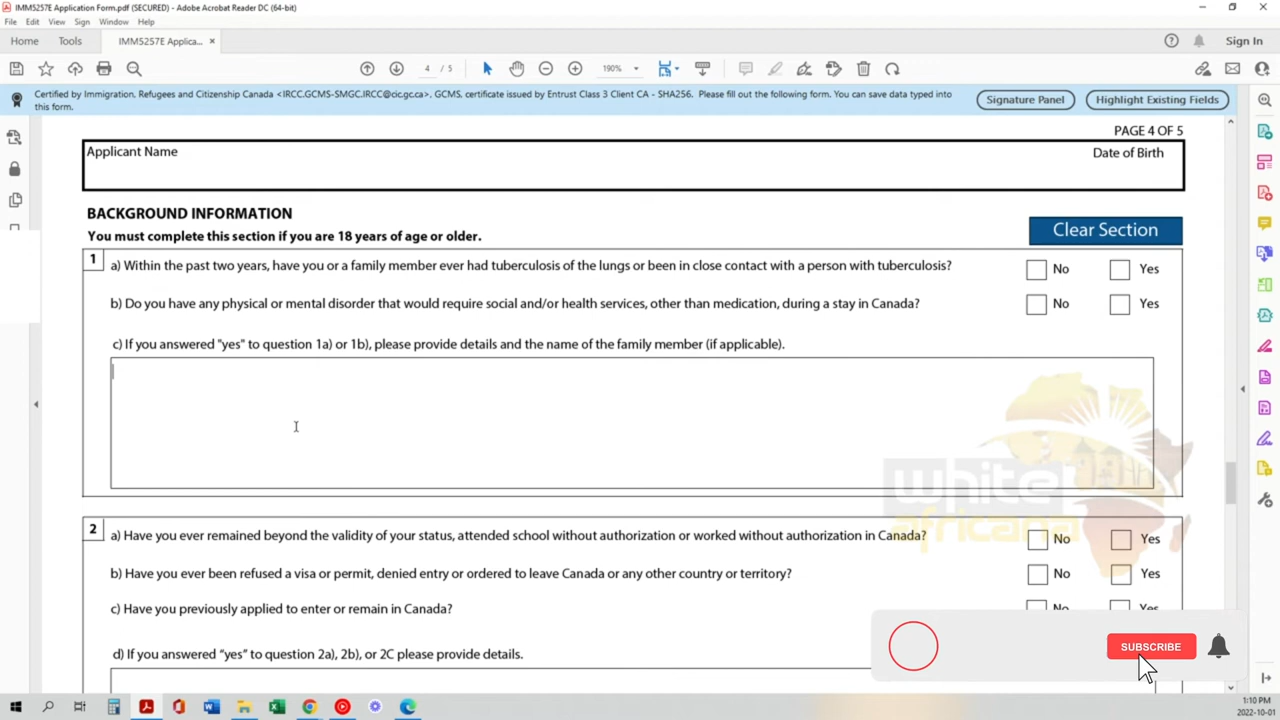 IMM5257E Application Form.pdf (SECURED) - Adobe Acrobat Reader DC (64-bit)
File Edit View Sign Window Help
Home Tools IMM5257E Applica... × Sign In
4 / 5 190%
Certified by Immigration, Refugees and Citizenship Canada <IRCC.GCMS-SMGC.IRCC@cic.gc.ca>, GCMS, certificate issued by Entrust Class 3 Client CA - SHA256. Please fill out the following form. You can save data typed into
this form.
Signature Panel Highlight Existing Fields
PAGE 4 OF 5
Applicant Name Date of Birth
BACKGROUND INFORMATION
You must complete this section if you are 18 years of age or older.
Clear Section
1 a) Within the past two years, have you or a family member ever had tuberculosis of the lungs or been in close contact with a person with tuberculosis? No Yes
b) Do you have any physical or mental disorder that would require social and/or health services, other than medication, during a stay in Canada? No Yes
c) If you answered "yes" to question 1a) or 1b), please provide details and the name of the family member (if applicable).
white
africana
2 a) Have you ever remained beyond the validity of your status, attended school without authorization or worked without authorization in Canada? No Yes
b) Have you ever been refused a visa or permit, denied entry or ordered to leave Canada or any other country or territory? No Yes
c) Have you previously applied to enter or remain in Canada? No Yes
d) If you answered "yes" to question 2a), 2b), or 2C please provide details.
SUBSCRIBE
1:10 PM
2022-10-01